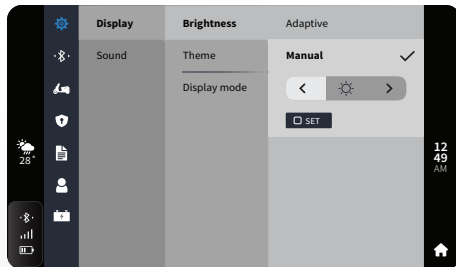 Display
Sound
Brightness
Theme
Display mode
Adaptive
Manual
SET
28°
12
49
AM